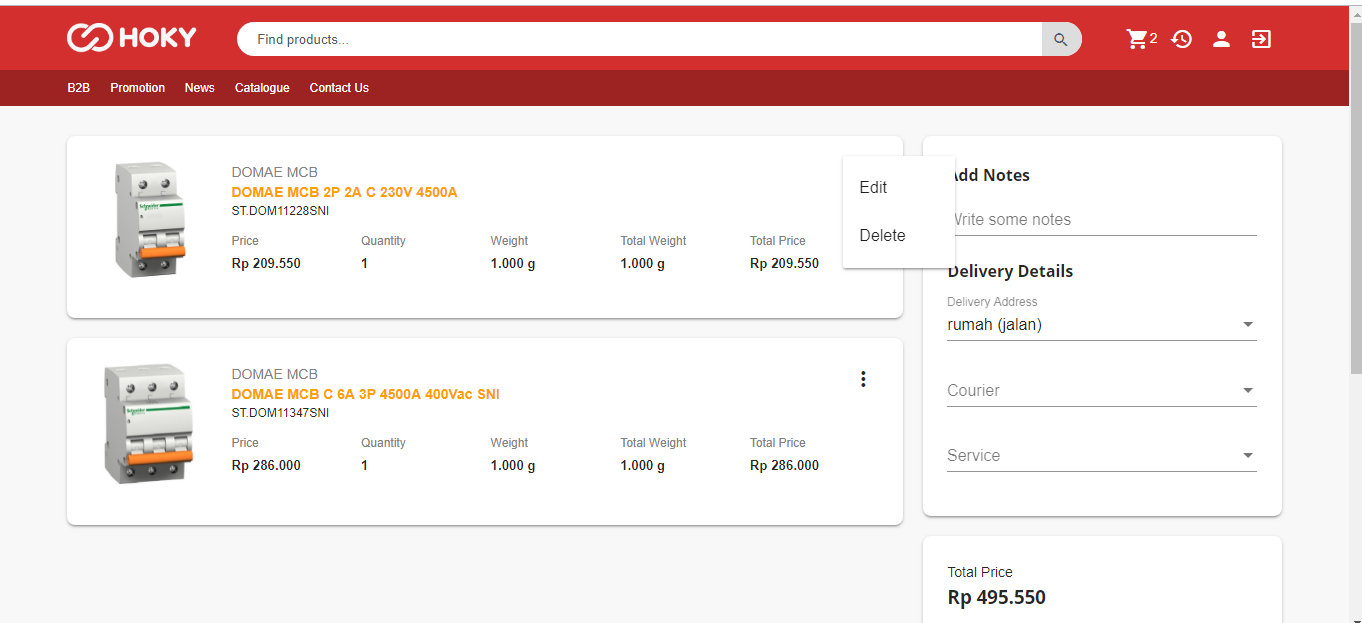 HOKY
Find products...
2
B2B Promotion News Catalogue Contact Us
DOMAE MCB
DOMAE MCB 2P 2A C 230V 4500A
ST.DOM11228SNI
Price Quantity Weight Total Weight Total Price
Rp 209.550 1 1.000 g 1.000 g Rp 209.550
Edit
Delete
DOMAE MCB
DOMAE MCB C 6A 3P 4500A 400Vac SNI
ST.DOM11347SNI
Price Quantity Weight Total Weight Total Price
Rp 286.000 1 1.000 g 1.000 g Rp 286.000
Add Notes
Write some notes
Delivery Details
Delivery Address
rumah (jalan)
Courier
Service
Total Price
Rp 495.550
Schneider
Schneider